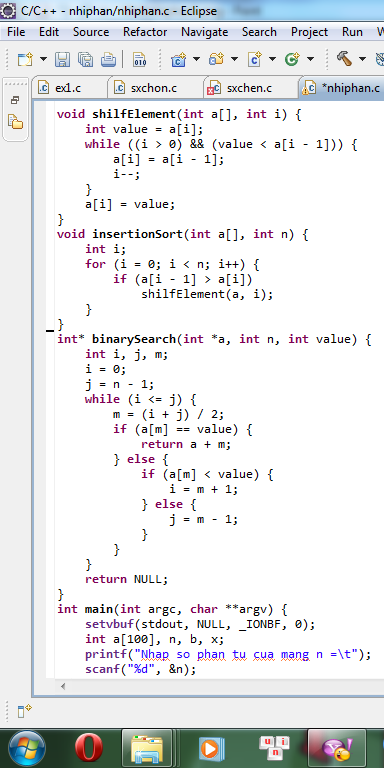 C/C++ - nhiphan/nhiphan.c - Eclipse
File Edit Source Refactor Navigate Search Project Run
010
ex1.c sxchon.c sxchen.c *nhiphan.c
void shilfElement(int a[], int i) {
    int value = a[i];
    while ((i > 0) && (value < a[i - 1])) {
        a[i] = a[i - 1];
        i--;
    }
    a[i] = value;
}
void insertionSort(int a[], int n) {
    int i;
    for (i = 0; i < n; i++) {
        if (a[i - 1] > a[i])
            shilfElement(a, i);
    }
}
int* binarySearch(int *a, int n, int value) {
    int i, j, m;
    i = 0;
    j = n - 1;
    while (i <= j) {
        m = (i + j) / 2;
        if (a[m] == value) {
            return a + m;
        } else {
            if (a[m] < value) {
                i = m + 1;
            } else {
                j = m - 1;
            }
        }
    }
    return NULL;
}
int main(int argc, char **argv) {
    setvbuf(stdout, NULL, _IONBF, 0);
    int a[100], n, b, x;
    printf("Nhap so phan tu cua mang n =\t");
    scanf("%d", &n);